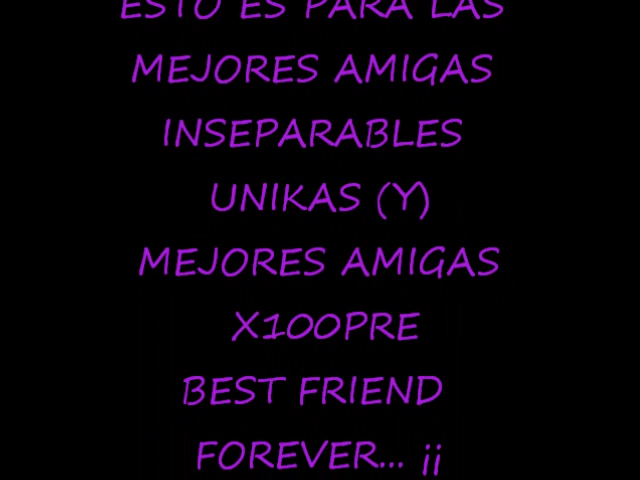 ESTO ES PARA LAS
MEJORES AMIGAS
INSEPARABLES
UNIKAS (Y)
MEJORES AMIGAS
X100PRE
BEST FRIEND
FOREVER... ¡¡